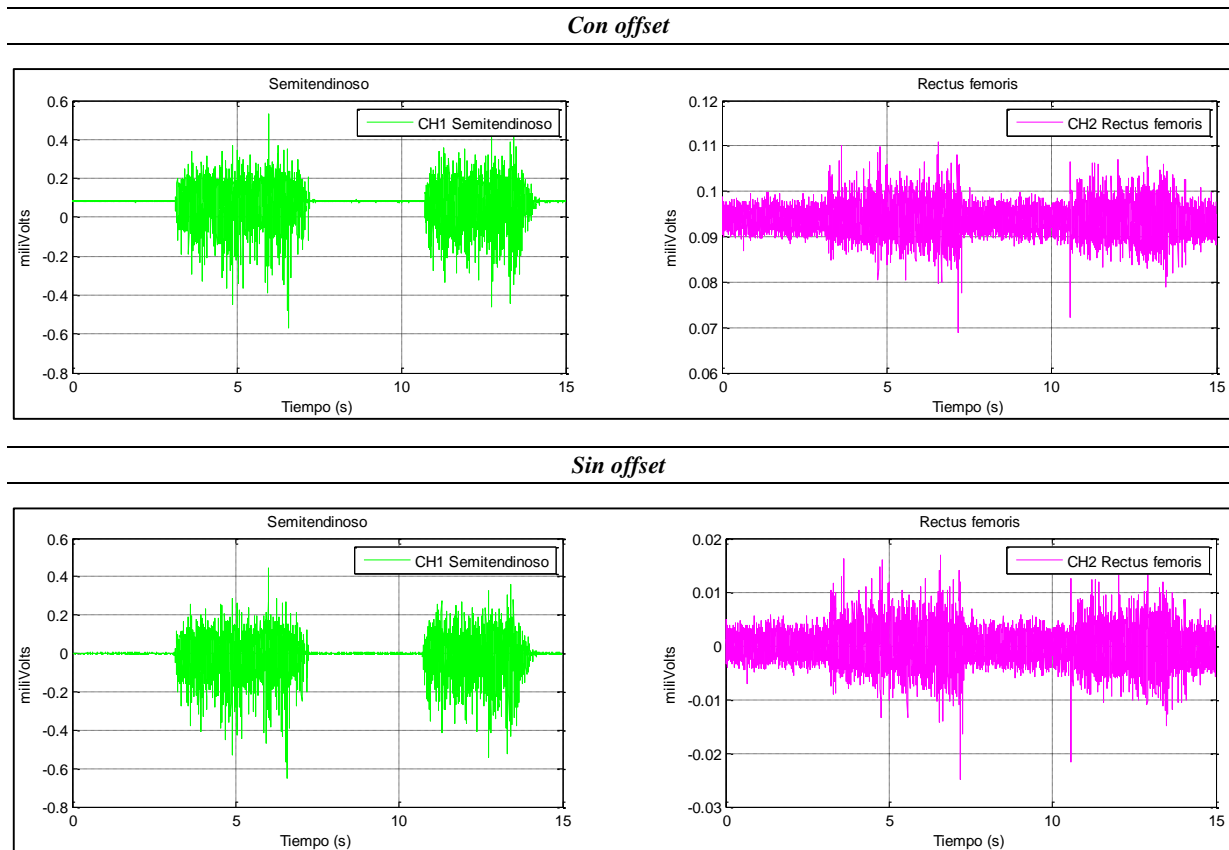 Con offset
Semitendinoso
CH1 Semitendinoso
0.6
0.4
0.2
0
-0.2
-0.4
-0.6
-0.8
miliVolts
0
5
10
15
Tiempo (s)
Rectus femoris
CH2 Rectus femoris
0.12
0.11
0.1
0.09
0.08
0.07
0.06
miliVolts
0
5
10
15
Tiempo (s)
Sin offset
Semitendinoso
CH1 Semitendinoso
0.6
0.4
0.2
0
-0.2
-0.4
-0.6
-0.8
miliVolts
0
5
10
15
Tiempo (s)
Rectus femoris
CH2 Rectus femoris
0.02
0.01
0
-0.01
-0.02
-0.03
miliVolts
0
5
10
15
Tiempo (s)